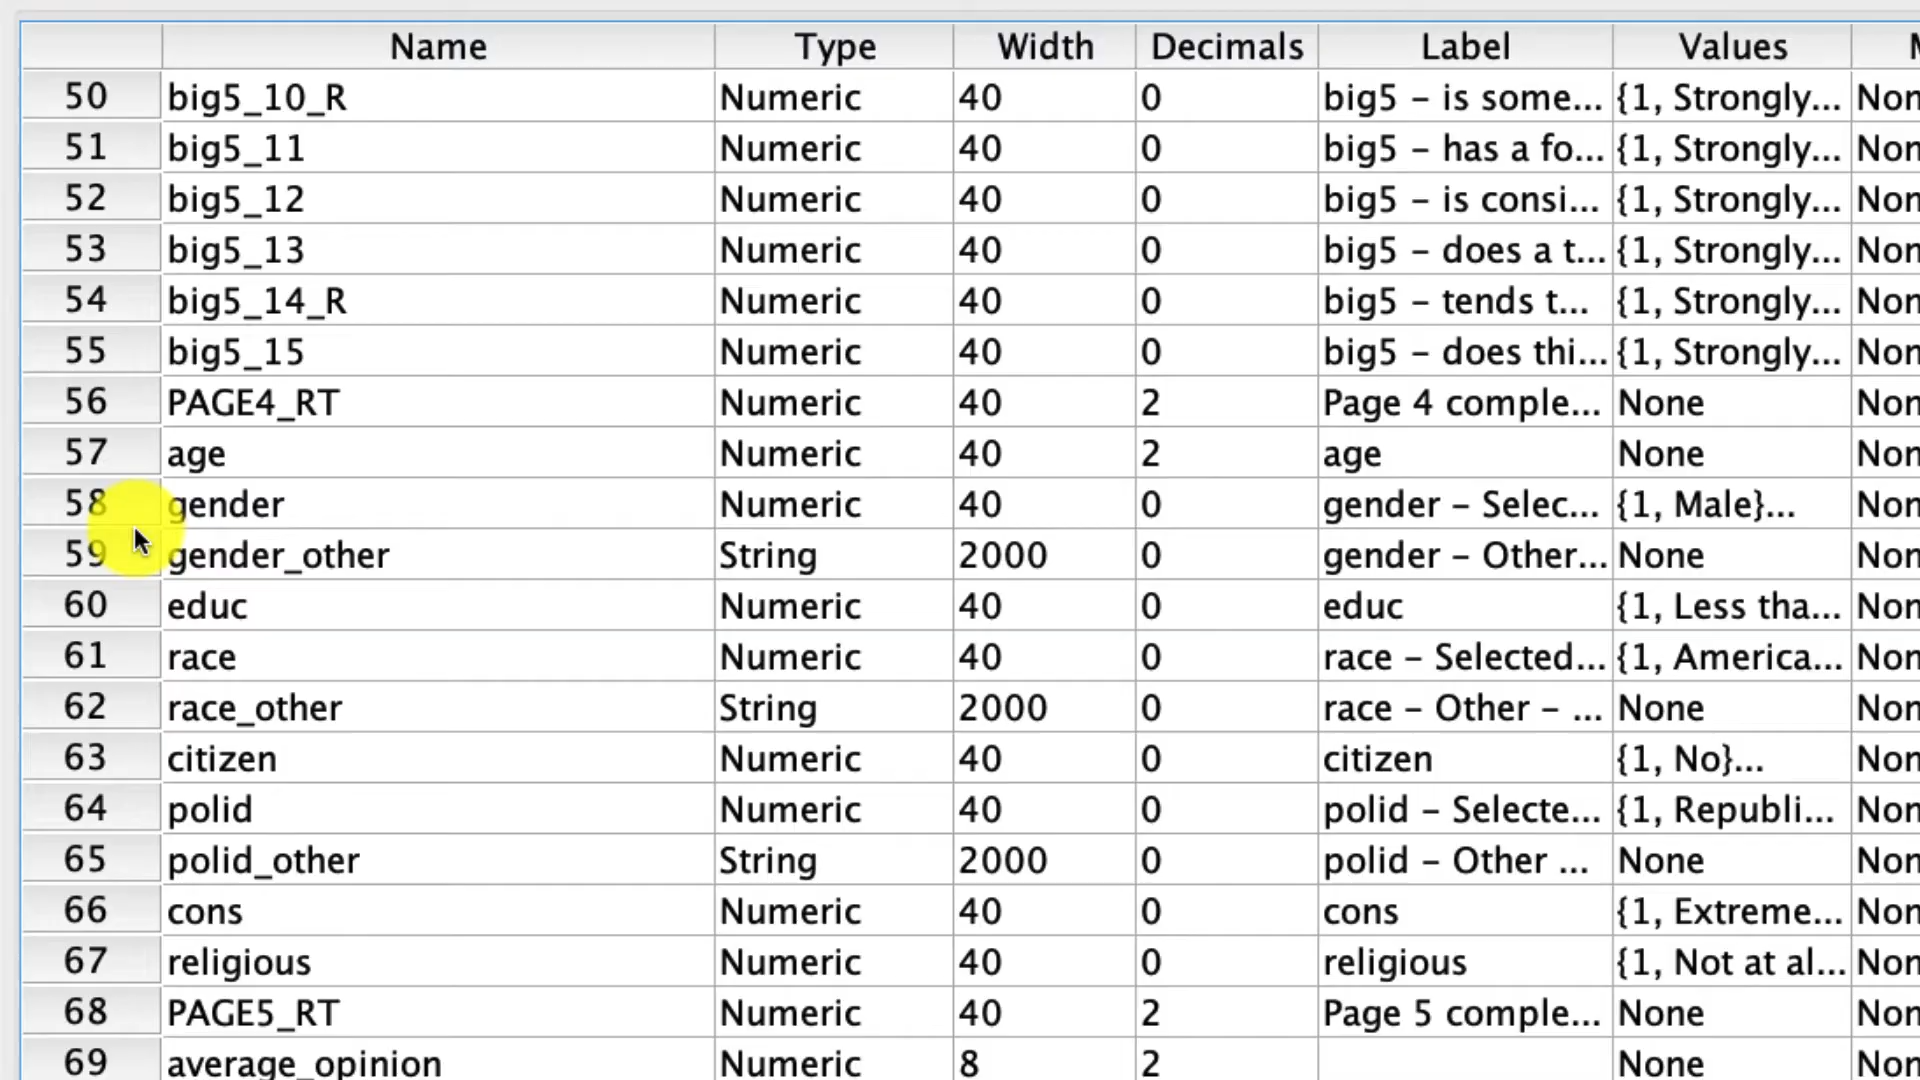 Name Type Width Decimals Label Values
50 big5_10_R Numeric 40 0 big5 – is some... {1, Strongly... Non
51 big5_11 Numeric 40 0 big5 – has a fo... {1, Strongly... Non
52 big5_12 Numeric 40 0 big5 – is consi... {1, Strongly... Non
53 big5_13 Numeric 40 0 big5 – does a t... {1, Strongly... Non
54 big5_14_R Numeric 40 0 big5 – tends t... {1, Strongly... Non
55 big5_15 Numeric 40 0 big5 – does thi... {1, Strongly... Non
56 PAGE4_RT Numeric 40 2 Page 4 comple... None Non
57 age Numeric 40 2 age None Non
58 gender Numeric 40 0 gender – Selec... {1, Male}... Non
59 gender_other String 2000 0 gender – Other... None Non
60 educ Numeric 40 0 educ {1, Less tha... Non
61 race Numeric 40 0 race – Selected... {1, America... Non
62 race_other String 2000 0 race – Other – ... None Non
63 citizen Numeric 40 0 citizen {1, No}... Non
64 polid Numeric 40 0 polid – Selecte... {1, Republi... Non
65 polid_other String 2000 0 polid – Other ... None Non
66 cons Numeric 40 0 cons {1, Extreme... Non
67 religious Numeric 40 0 religious {1, Not at al... Non
68 PAGE5_RT Numeric 40 2 Page 5 comple... None Non
69 average_opinion Numeric 8 2 None Non